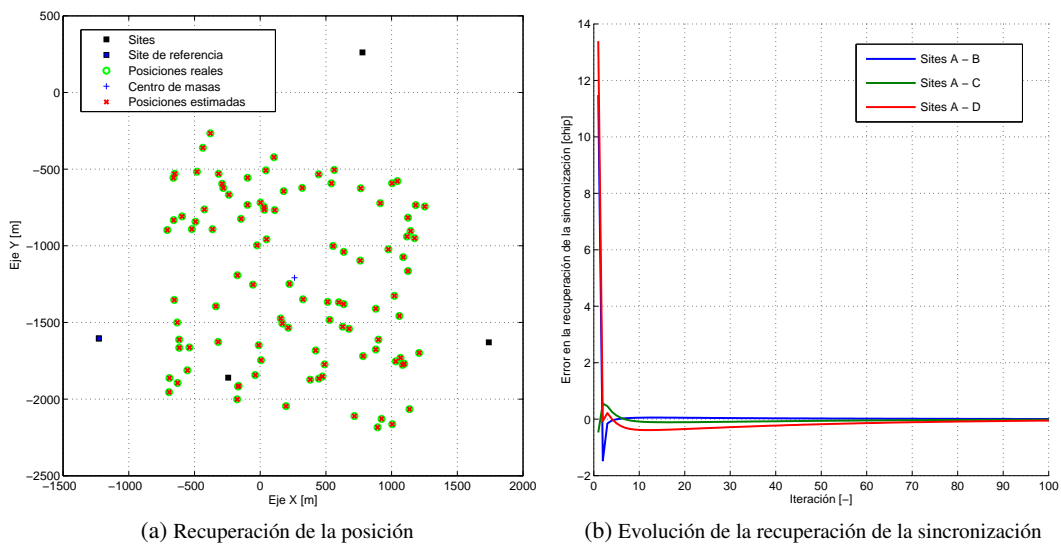 500
0
−500
−1000
−1500
−2000
−2500
−1500
−1000
−500
0
500
1000
1500
2000
Eje X [m]
Eje Y [m]
Sites
Site de referencia
Posiciones reales
Centro de masas
Posiciones estimadas
(a) Recuperación de la posición
14
12
10
8
6
4
2
0
−2
0
10
20
30
40
50
60
70
80
90
100
Iteración [−]
Error en la recuperación de la sincronización [chip]
Sites A − B
Sites A − C
Sites A − D
(b) Evolución de la recuperación de la sincronización